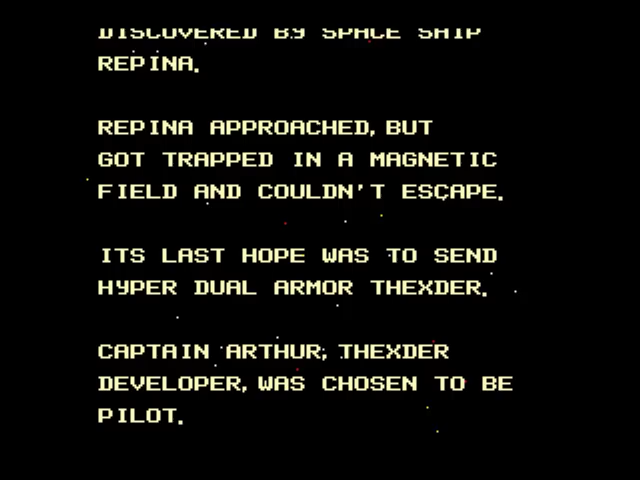 DISCOVERED BY SPACE SHIP
REPINA.
REPINA APPROACHED, BUT
GOT TRAPPED IN A MAGNETIC
FIELD AND COULDN'T ESCAPE.
ITS LAST HOPE WAS TO SEND
HYPER DUAL ARMOR THEXDER.
CAPTAIN ARTHUR, THEXDER
DEVELOPER, WAS CHOSEN TO BE
PILOT.